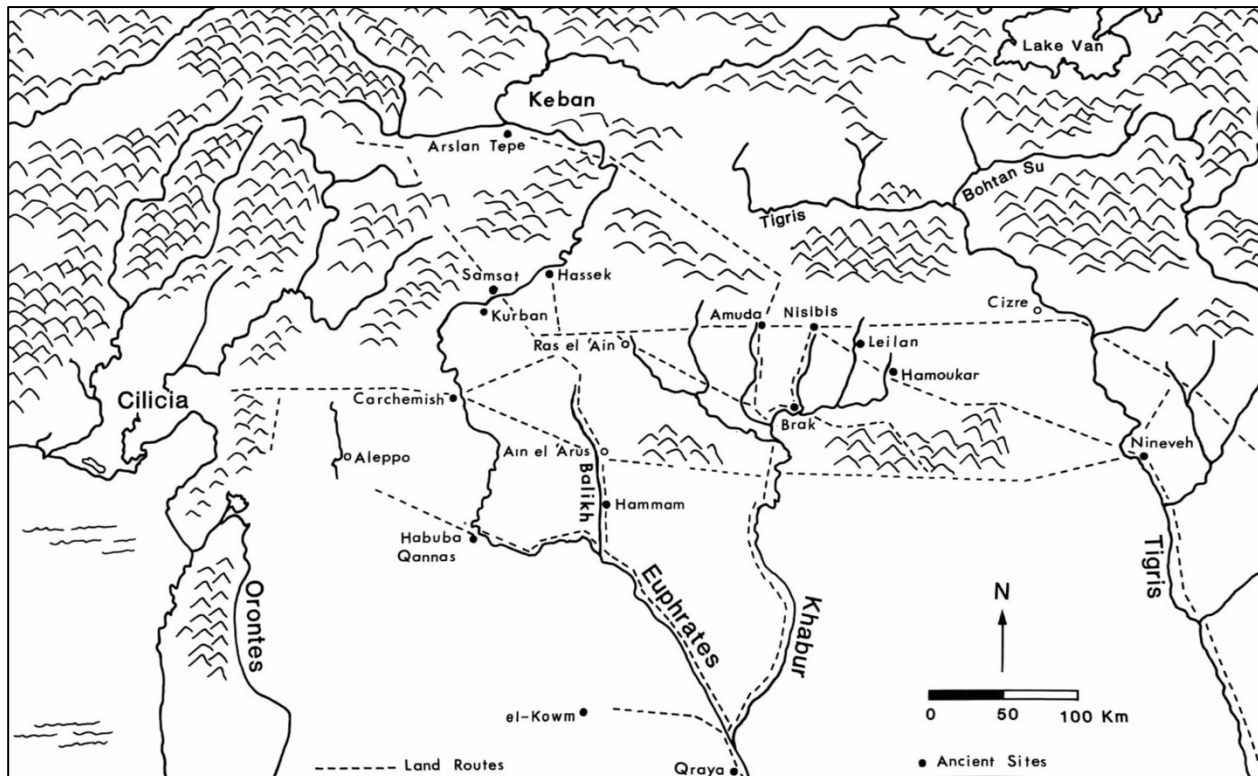 Lake Van
Keban
Arslan Tepe
Bohtan Su
Tigris
Samsat
Hassek
Kurban
Amuda
Nisibis
Cizre
Ras el 'Ain
Leilan
Hamoukar
Cilicia
Carchemish
Brak
Aleppo
Ain el 'Arūs
Nineveh
Balikh
Hammam
Habuba
Qannas
Euphrates
Khabur
Tigris
Orontes
N
el-Kowm
0 50 100 Km
Land Routes
Qraya
Ancient Sites